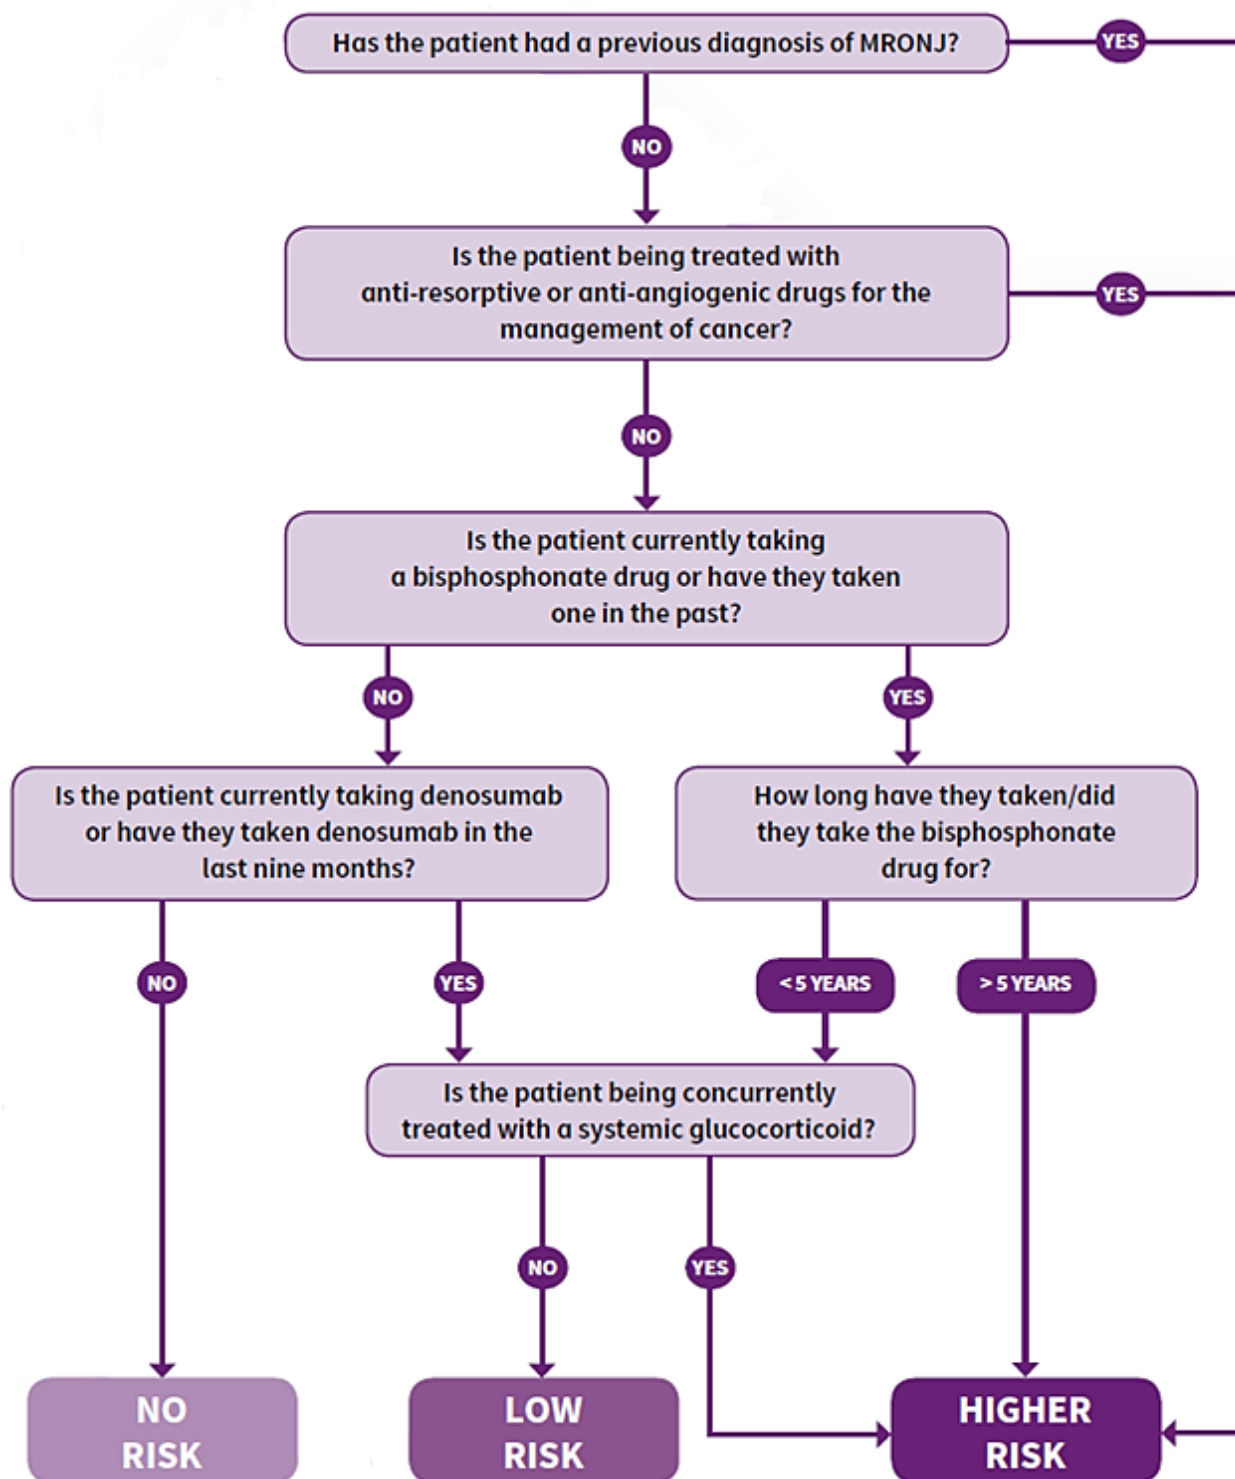 Has the patient had a previous diagnosis of MRONJ?
YES
NO
Is the patient being treated with
anti-resorptive or anti-angiogenic drugs for the
management of cancer?
YES
NO
Is the patient currently taking
a bisphosphonate drug or have they taken
one in the past?
NO
YES
Is the patient currently taking denosumab
or have they taken denosumab in the
last nine months?
How long have they taken/did
they take the bisphosphonate
drug for?
NO
YES
< 5 YEARS
> 5 YEARS
Is the patient being concurrently
treated with a systemic glucocorticoid?
NO
YES
NO
RISK
LOW
RISK
HIGHER
RISK